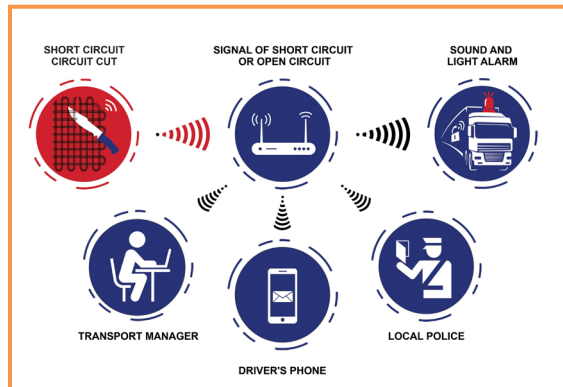 SHORT CIRCUIT
CIRCUIT CUT
SIGNAL OF SHORT CIRCUIT
OR OPEN CIRCUIT
SOUND AND
LIGHT ALARM
TRANSPORT MANAGER
LOCAL POLICE
DRIVER'S PHONE